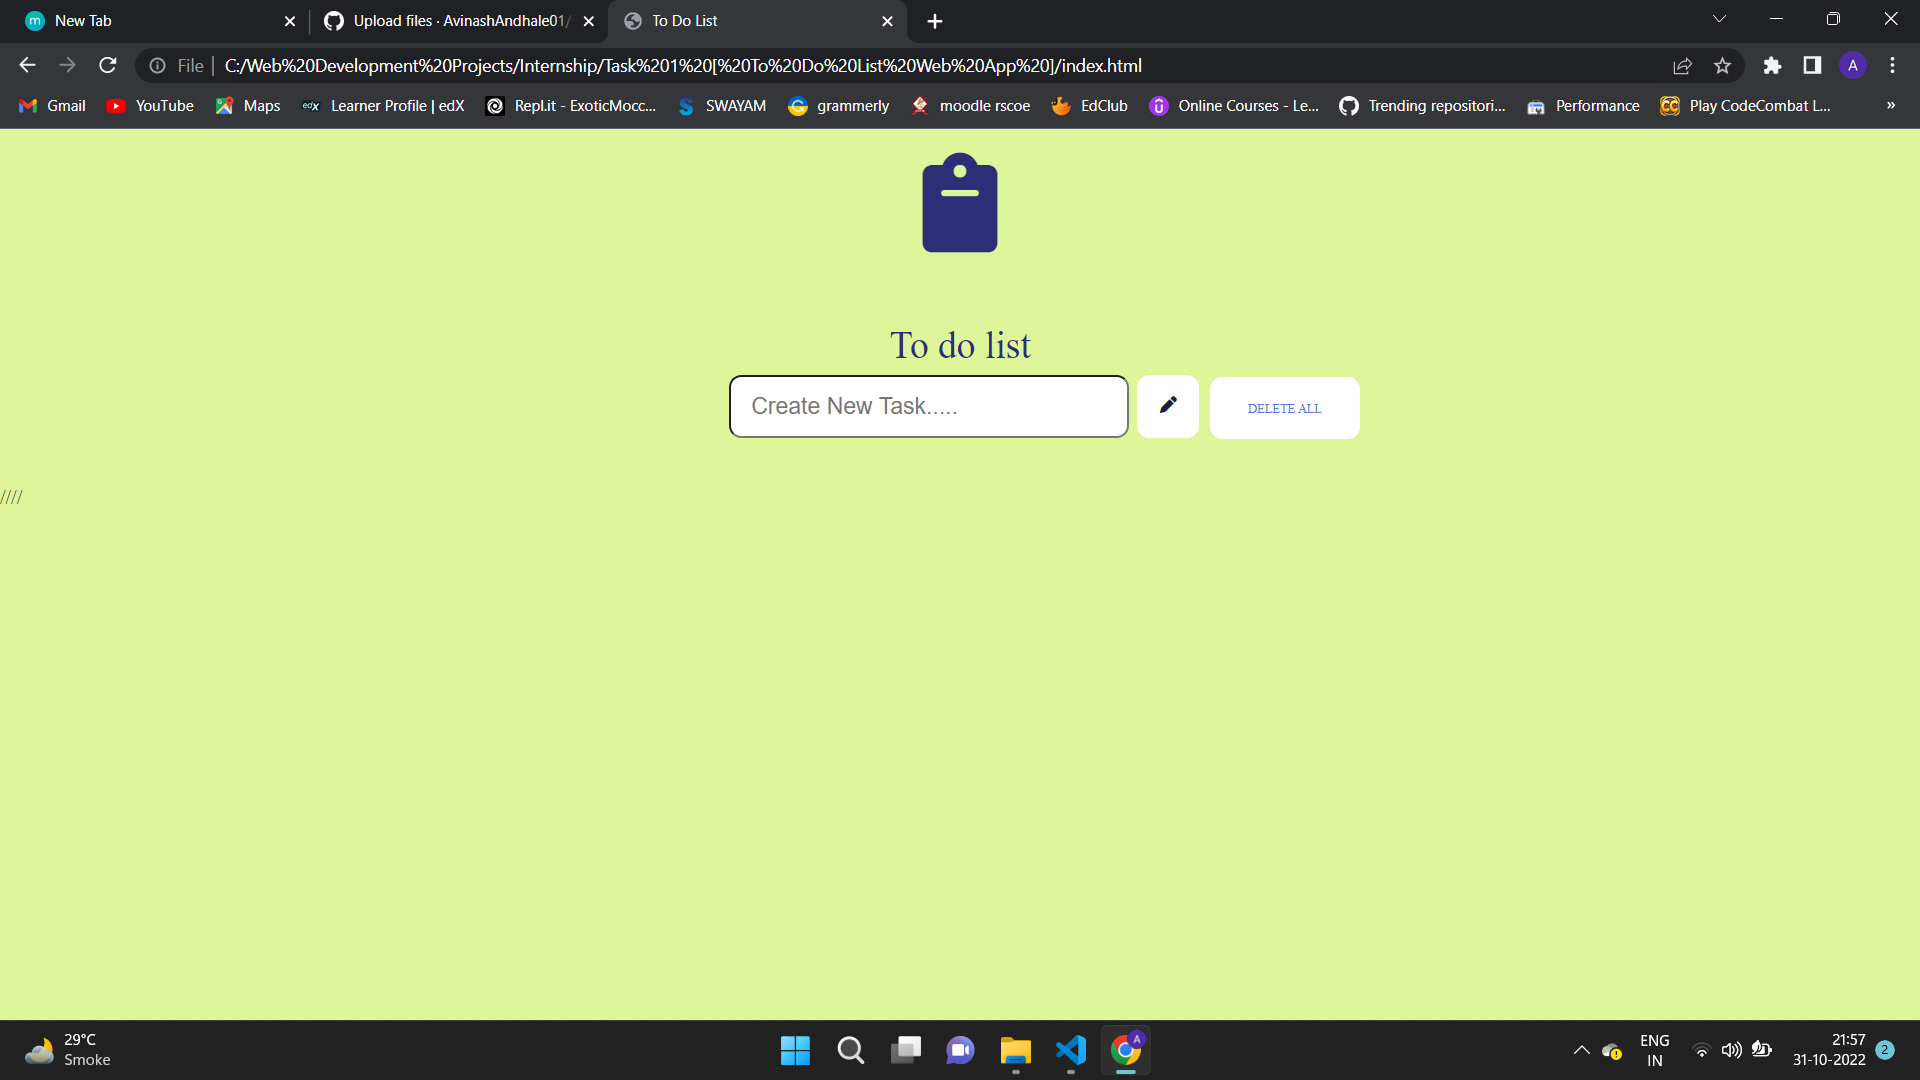 New Tab
Upload files · AvinashAndhale01/
To Do List
File
C:/Web%20Development%20Projects/Internship/Task%201%20[%20To%20Do%20List%20Web%20App%20]/index.html
A
Gmail
YouTube
Maps
edX Learner Profile | edX
Repl.it - ExoticMocc...
SWAYAM
grammerly
moodle rscoe
EdClub
Online Courses - Le...
Trending repositori...
Performance
Play CodeCombat L...
»
To do list
Create New Task.....
DELETE ALL
////
29°C
Smoke
A
ENG
IN
21:57
31-10-2022
2